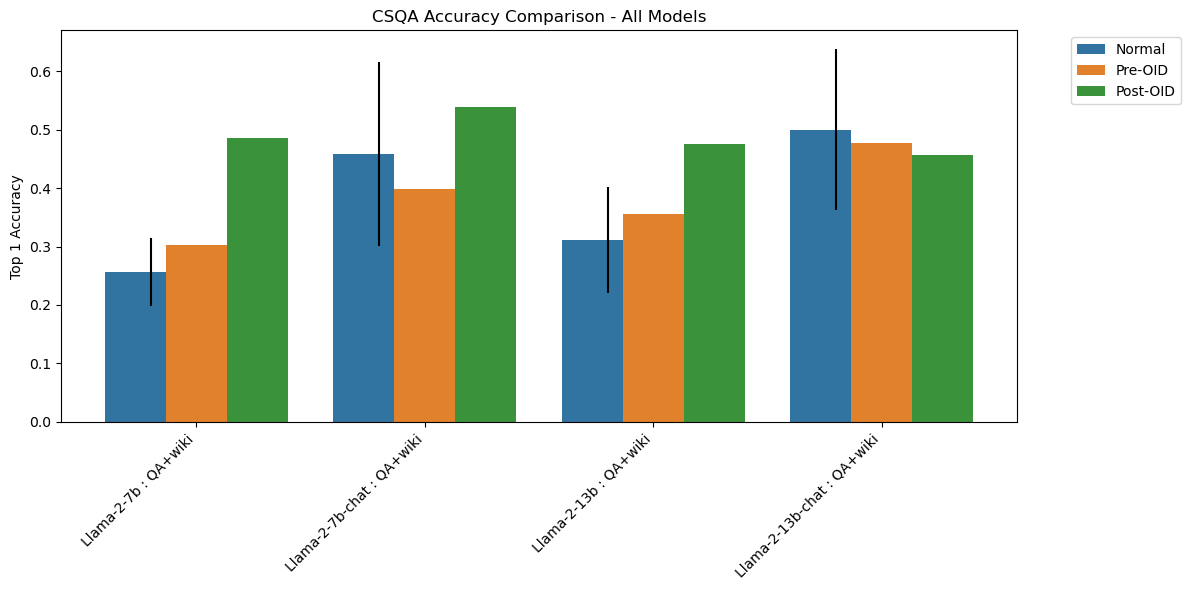 CSQA Accuracy Comparison - All Models
Normal
Pre-OID
Post-OID
Top 1 Accuracy
0.6
0.5
0.4
0.3
0.2
0.1
0.0
Llama-2-7b : QA+wiki
Llama-2-7b-chat : QA+wiki
Llama-2-13b : QA+wiki
Llama-2-13b-chat : QA+wiki